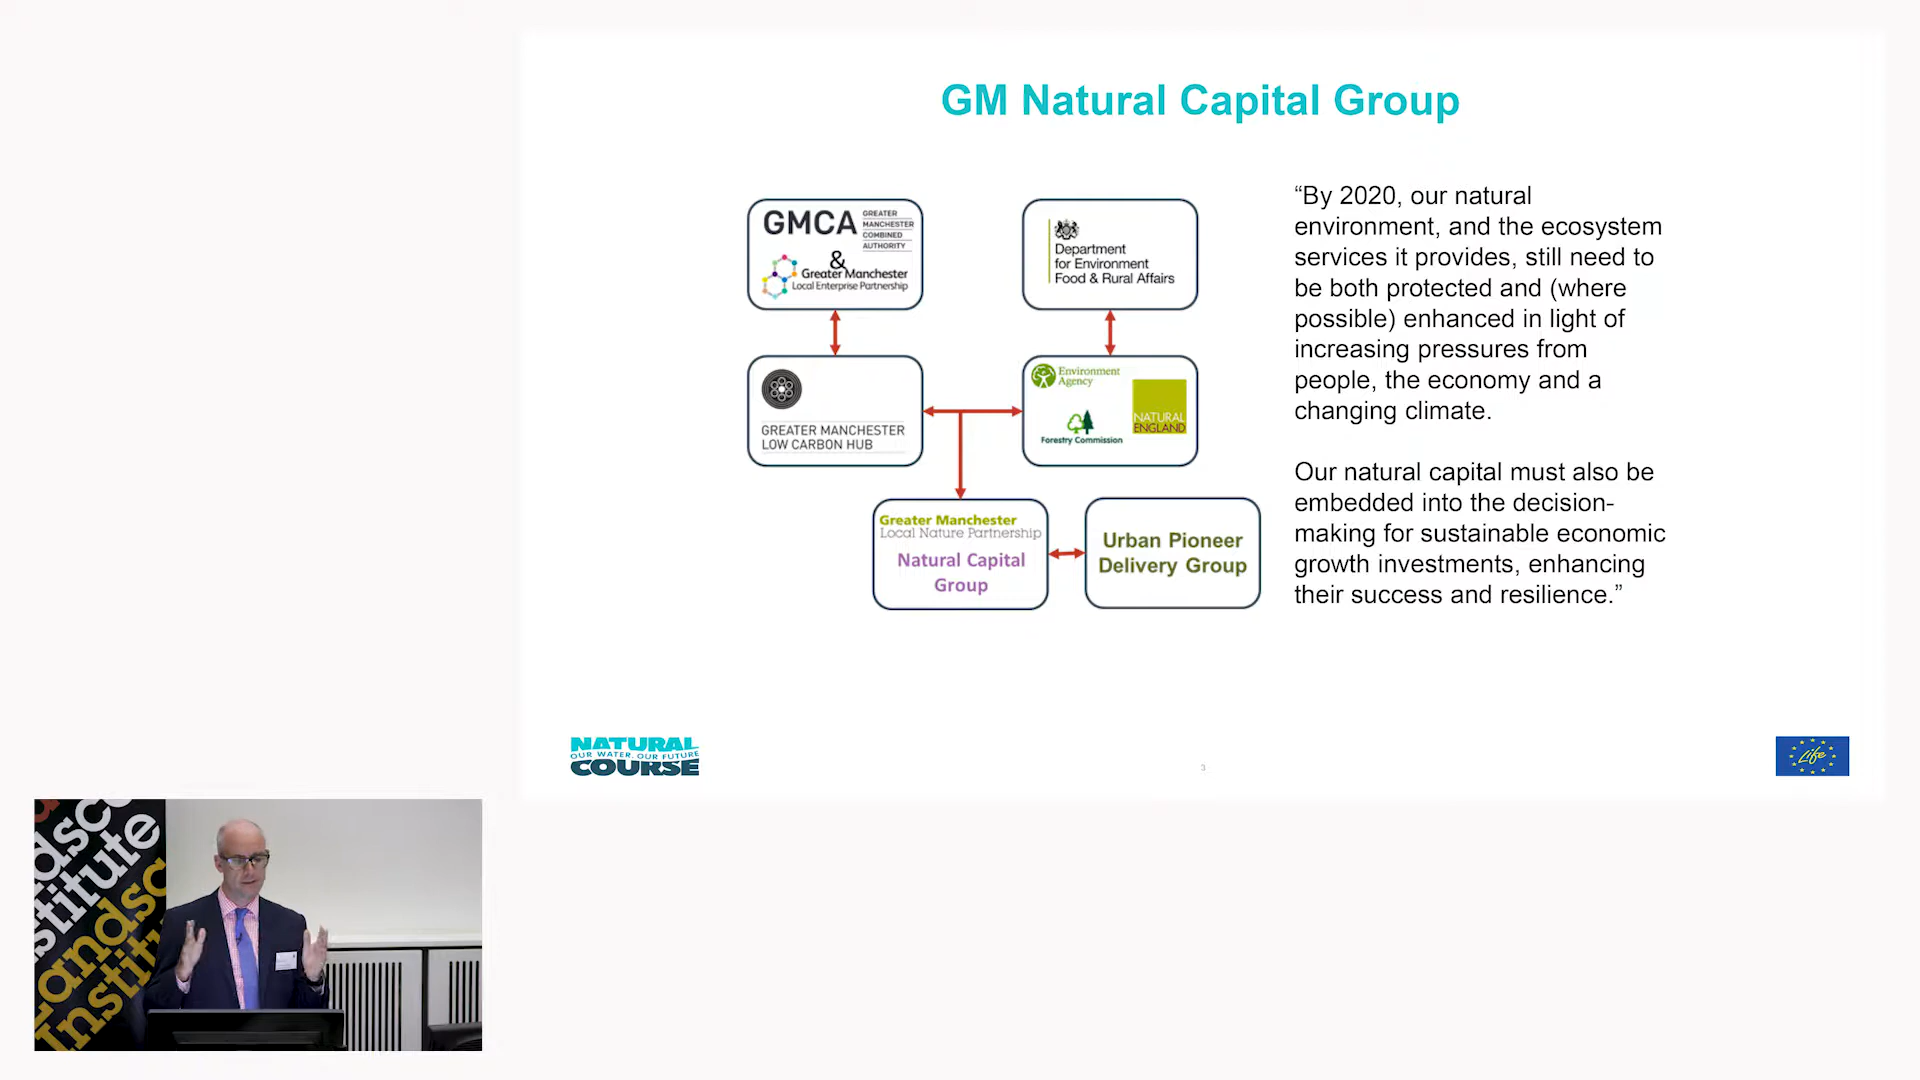 GM Natural Capital Group
GMCA
GREATER
MANCHESTER
COMBINED
AUTHORITY
&
Greater Manchester
Local Enterprise Partnership
Department
for Environment
Food & Rural Affairs
GREATER MANCHESTER
LOW CARBON HUB
Environment
Agency
Forestry Commission
NATURAL
ENGLAND
Greater Manchester
Local Nature Partnership
Natural Capital
Group
Urban Pioneer
Delivery Group
“By 2020, our natural
environment, and the ecosystem
services it provides, still need to
be both protected and (where
possible) enhanced in light of
increasing pressures from
people, the economy and a
changing climate.
Our natural capital must also be
embedded into the decision-
making for sustainable economic
growth investments, enhancing
their success and resilience.”
NATURAL
OUR WATER. OUR FUTURE
COURSE
3
Life
dsc
stitute
Landsc
Instit